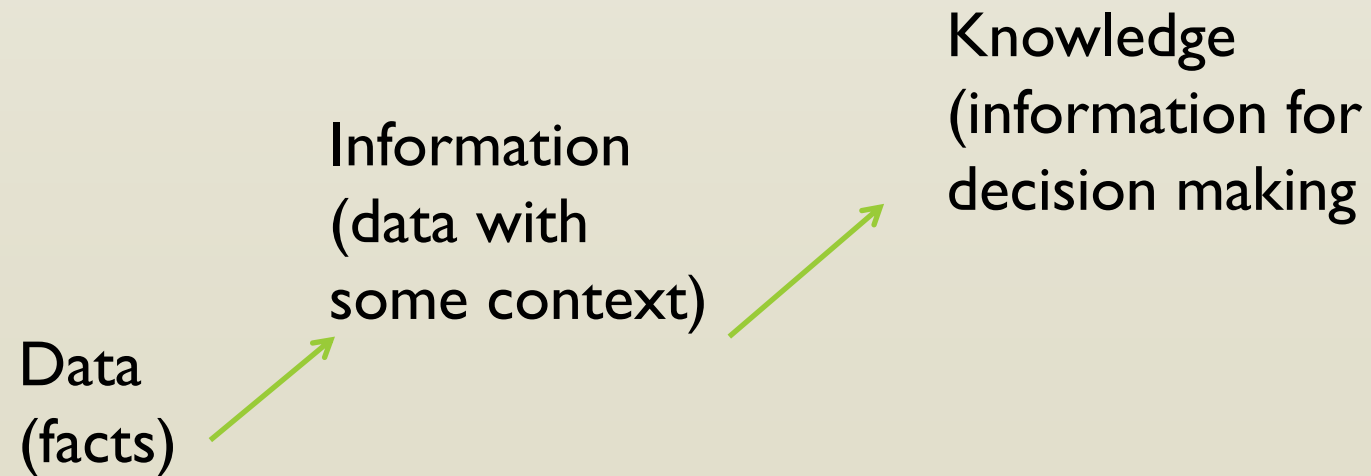 Data
(facts)
Information
(data with
some context)
Knowledge
(information for
decision making